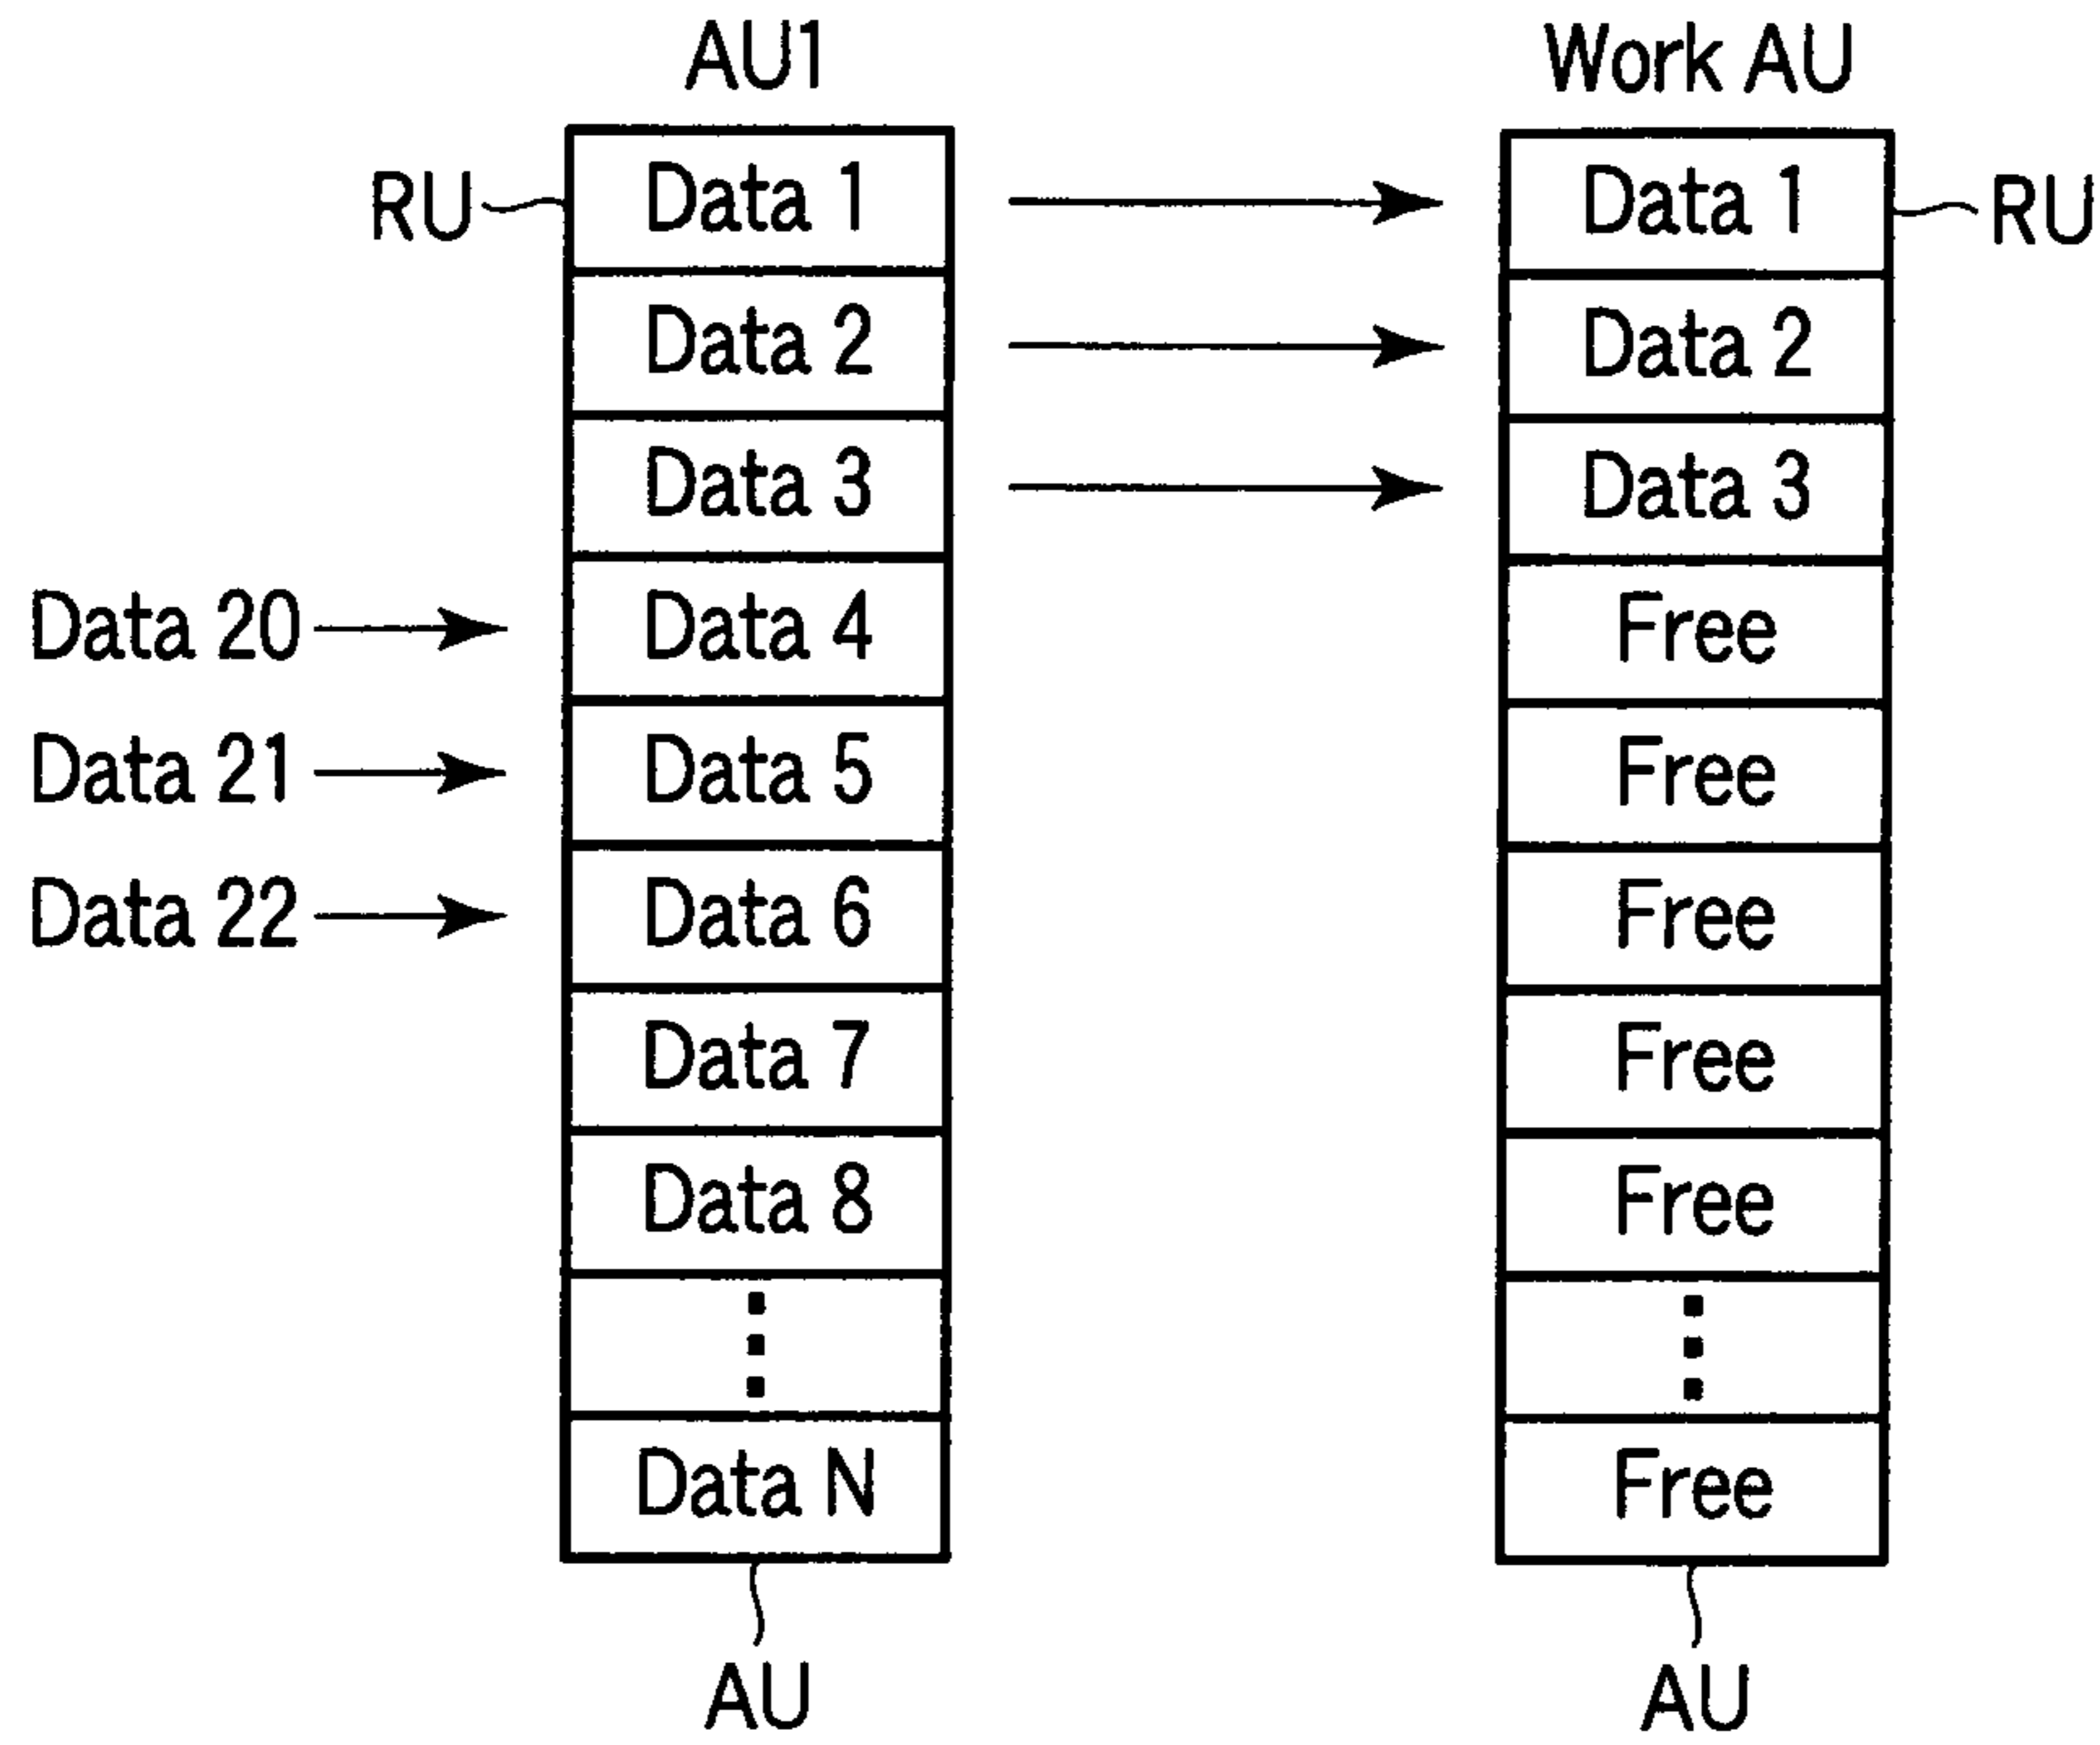 AU1 Work AU
RU Data 1 Data 1 RU
Data 2 Data 2
Data 3 Data 3
Data 20 Data 4 Free
Data 21 Data 5 Free
Data 22 Data 6 Free
Data 7 Free
Data 8 Free
Data N Free
AU AU